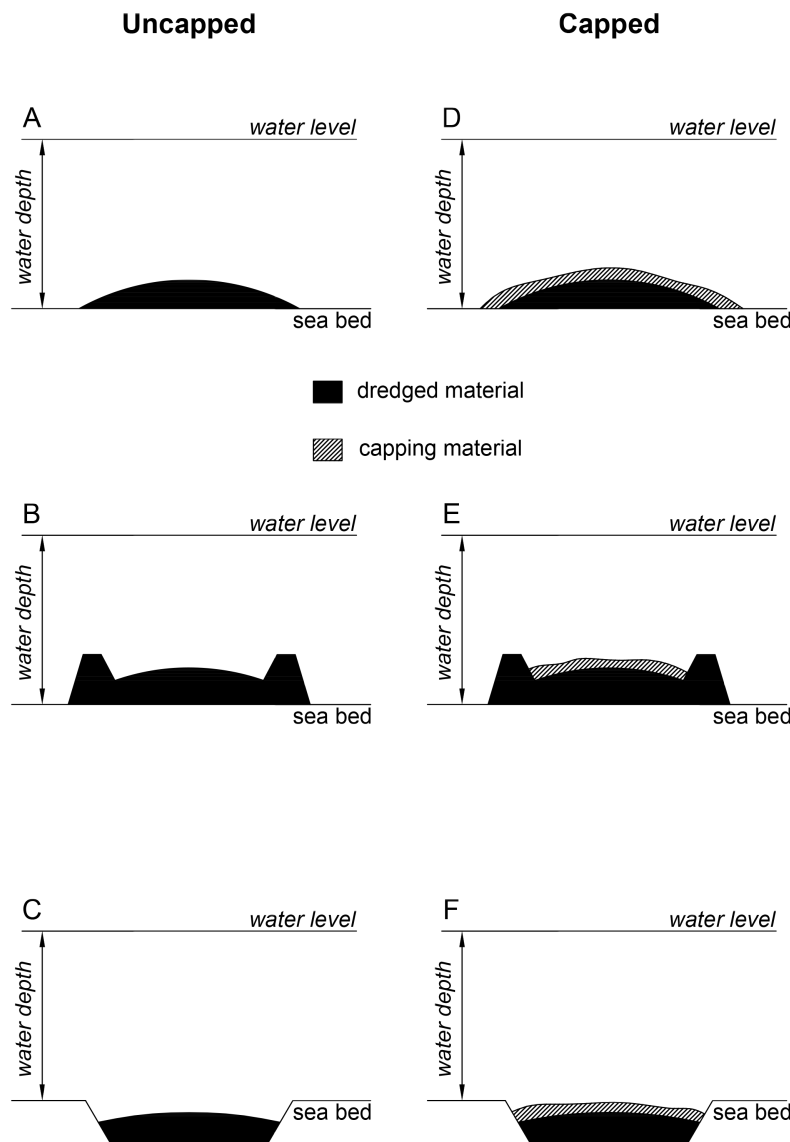 Uncapped
Capped
A
water level
water depth
sea bed
D
water level
water depth
sea bed
dredged material
capping material
B
water level
water depth
sea bed
E
water level
water depth
sea bed
C
water level
water depth
sea bed
F
water level
water depth
sea bed